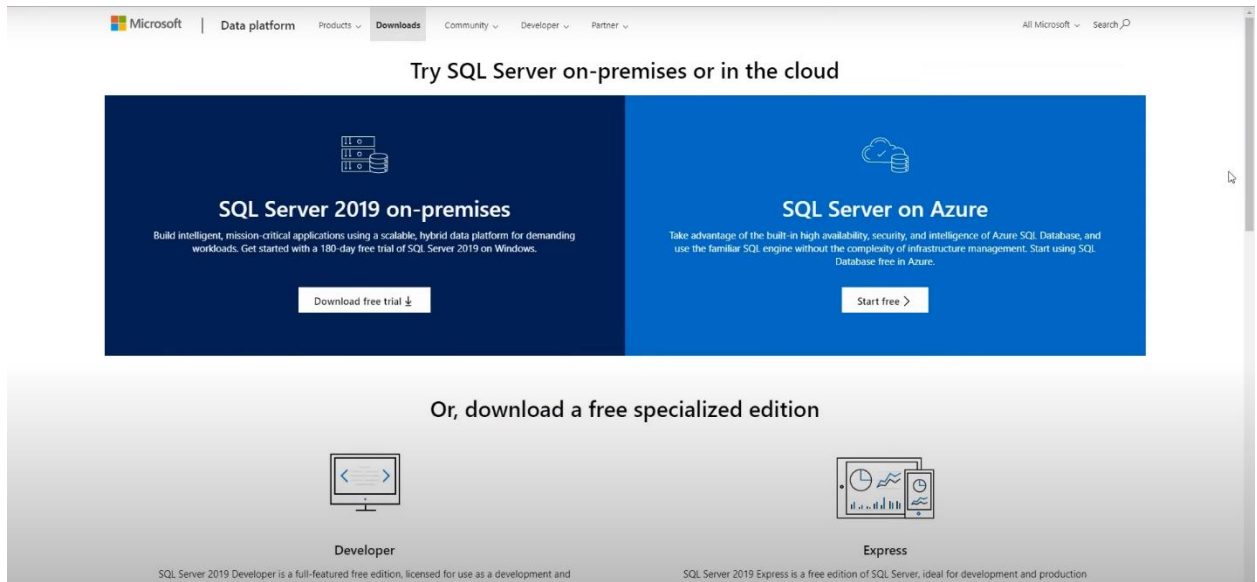 Microsoft | Data platform Products Downloads Community Developer Partner All Microsoft Search
Try SQL Server on-premises or in the cloud
SQL Server 2019 on-premises
Build intelligent, mission-critical applications using a scalable, hybrid data platform for demanding
workloads. Get started with a 180-day free trial of SQL Server 2019 on Windows.
Download free trial
SQL Server on Azure
Take advantage of the built-in high availability, security, and intelligence of Azure SQL Database, and
use the familiar SQL engine without the complexity of infrastructure management. Start using SQL
Database free in Azure.
Start free
Or, download a free specialized edition
Developer
SQL Server 2019 Developer is a full-featured free edition, licensed for use as a development and
Express
SQL Server 2019 Express is a free edition of SQL Server, ideal for development and production